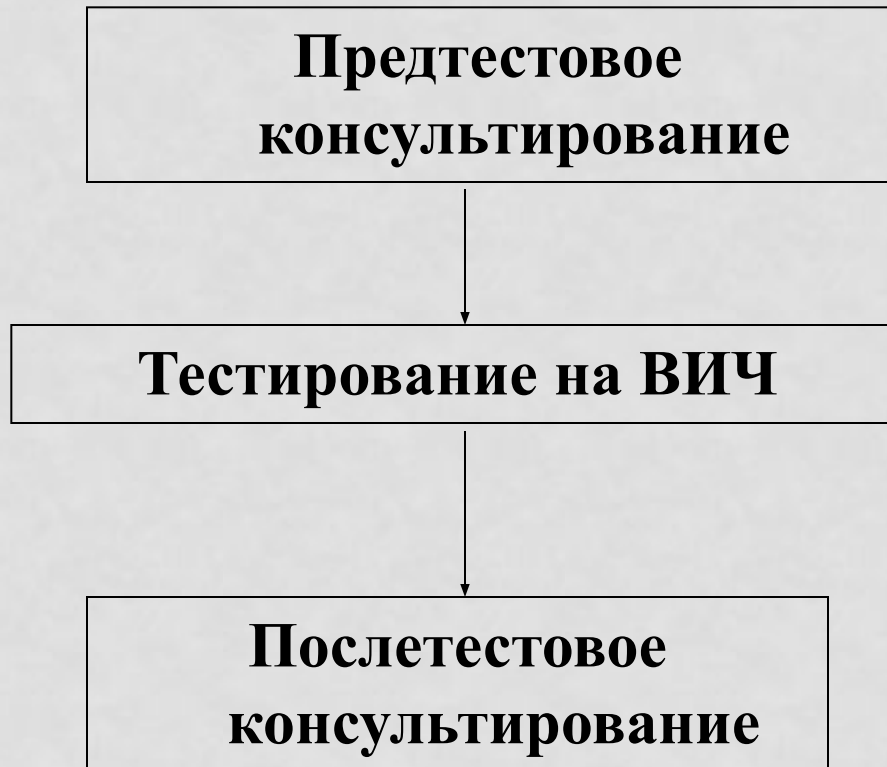 Предтестовое
консультирование
Тестирование на ВИЧ
Послетестовое
консультирование